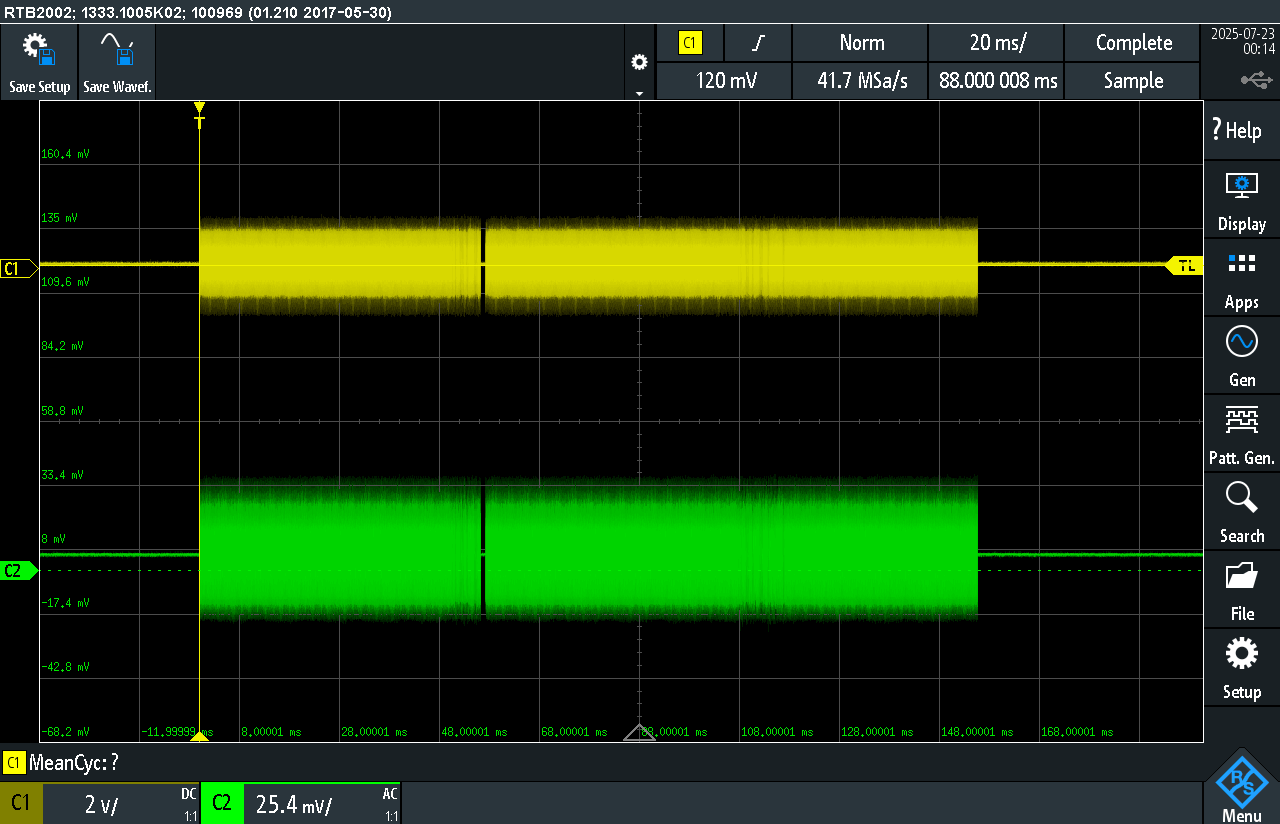 RTB2002; 1333.1005K02; 100969 (01.210 2017-05-30)
Save Setup
Save Wavef.
C1
Norm
20 ms/
Complete
120 mV
41.7 MSa/s
88.000 008 ms
Sample
2025-07-23
00:14
? Help
Display
Apps
Gen
Patt. Gen.
Search
File
Setup
Menu
T
160,4 mV
135 mV
C1
TL
109,6 mV
84,2 mV
58,8 mV
33,4 mV
8 mV
C2
-17,4 mV
-42,8 mV
-68,2 mV
-11,99999 ms
8,00001 ms
28,00001 ms
48,00001 ms
68,00001 ms
88,00001 ms
108,00001 ms
128,00001 ms
148,00001 ms
168,00001 ms
C1 MeanCyc: ?
C1
2 V/
DC
1:1
C2
25.4 mV/
AC
1:1
R&S